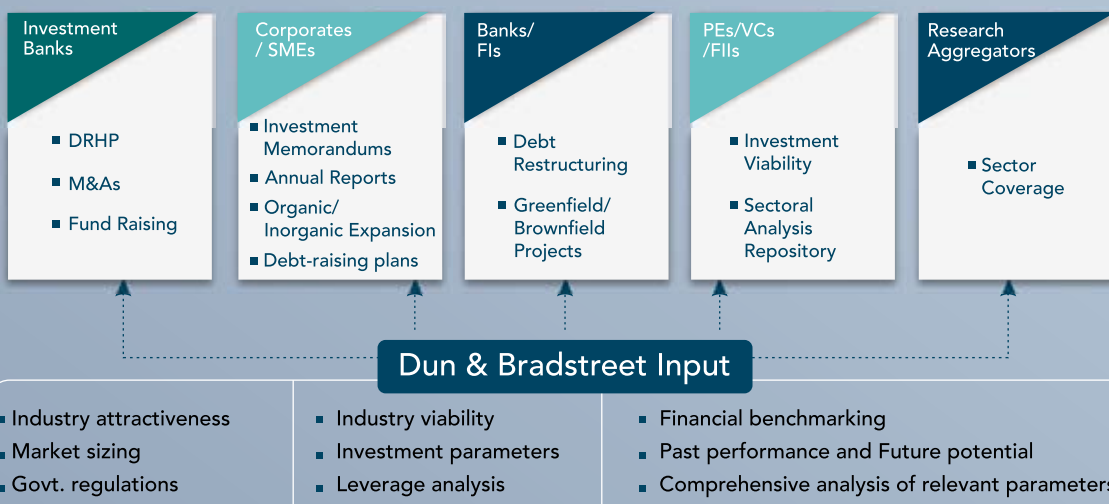 Investment
Banks
DRHP
M&As
Fund Raising
Corporates
/ SMEs
Investment
Memorandums
Annual Reports
Organic/
Inorganic Expansion
Debt-raising plans
Banks/
FIs
Debt
Restructuring
Greenfield/
Brownfield
Projects
PEs/VCs
/FIIs
Investment
Viability
Sectoral
Analysis
Repository
Research
Aggregators
Sector
Coverage
Dun & Bradstreet Input
Industry attractiveness
Market sizing
Govt. regulations
Industry viability
Investment parameters
Leverage analysis
Financial benchmarking
Past performance and Future potential
Comprehensive analysis of relevant parameters